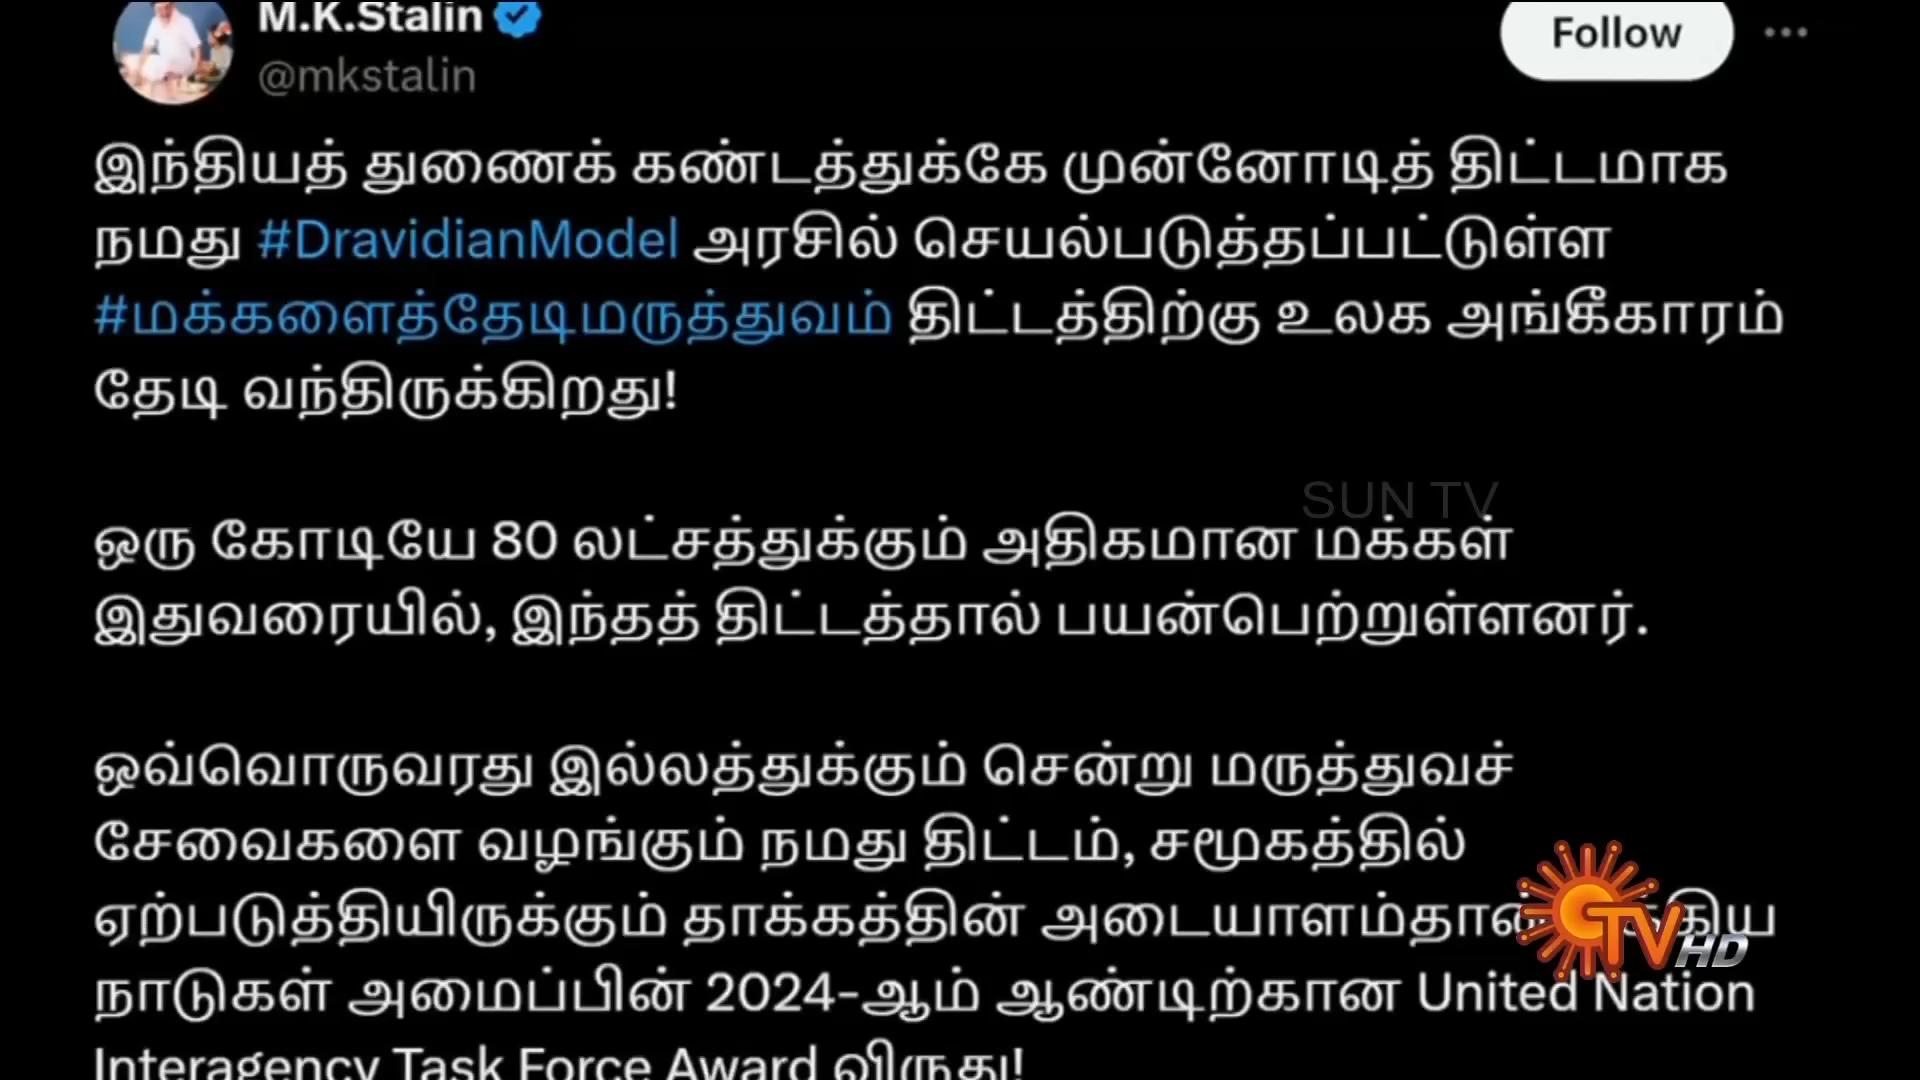 M.K.Stalin
Follow
@mkstalin
இந்தியத் துணைக் கண்டத்துக்கே முன்னோடித் திட்டமாக
நமது #DravidianModel அரசில் செயல்படுத்தப்பட்டுள்ள
#மக்களைத்தேடிமருத்துவம் திட்டத்திற்கு உலக அங்கீகாரம்
தேடி வந்திருக்கிறது!
SUN TV
ஒரு கோடியே 80 லட்சத்துக்கும் அதிகமான மக்கள்
இதுவரையில், இந்தத் திட்டத்தால் பயன்பெற்றுள்ளனர்.
ஒவ்வொருவரது இல்லத்துக்கும் சென்று மருத்துவச்
சேவைகளை வழங்கும் நமது திட்டம், சமூகத்தில்
ஏற்படுத்தியிருக்கும் தாக்கத்தின் அடையாளம்தான்
TV HD
நாடுகள் அமைப்பின் 2024-ஆம் ஆண்டிற்கான United Nation
Interagency Task Force Award விருது!